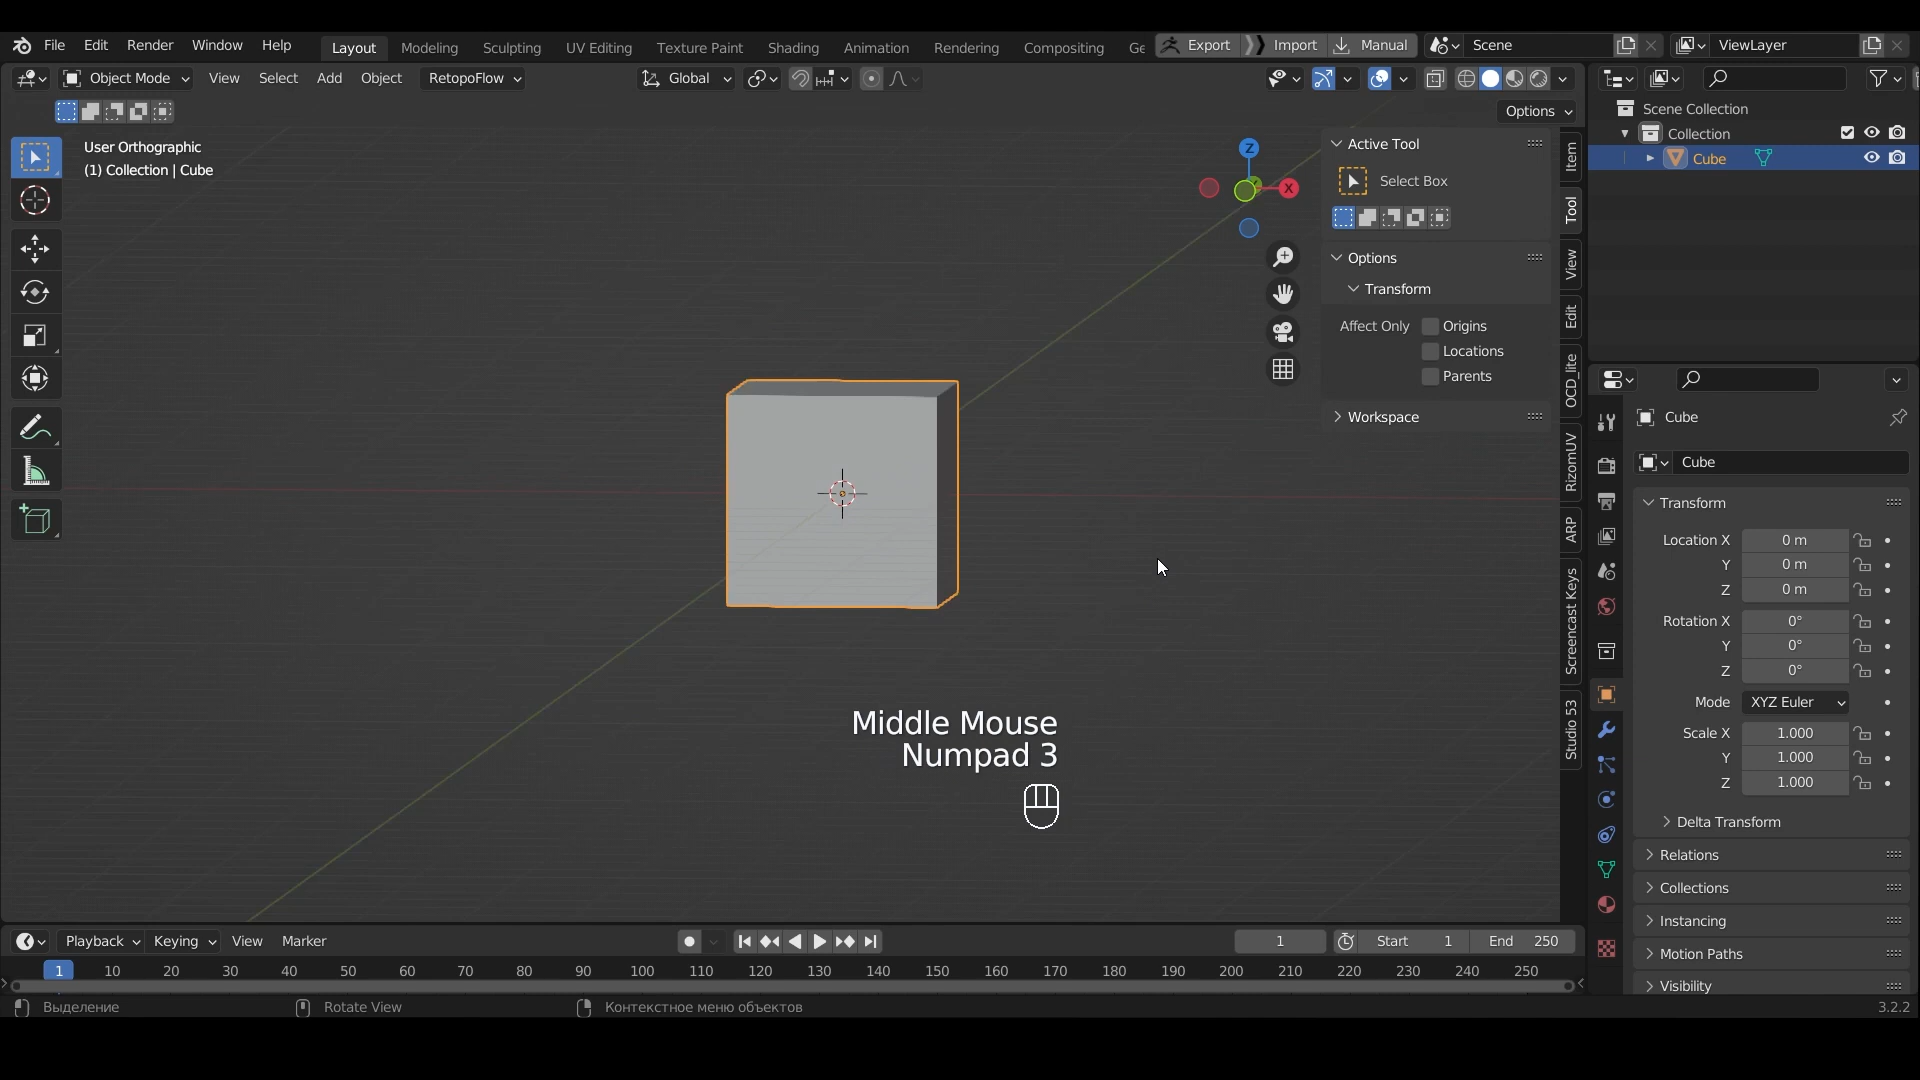 File Edit Render Window Help Layout Modeling Sculpting UV Editing Texture Paint Shading Animation Rendering Compositing Ge Export Import Manual Scene ViewLayer
Object Mode View Select Add Object RetopoFlow Global
Options
User Orthographic
(1) Collection | Cube
Z
X
Active Tool
Select Box
Options
Transform
Affect Only Origins
Locations
Parents
Workspace
Item
Tool
View
Edit
OCD_lite
RizomUV
ARP
Screencast Keys
Studio 53
Middle Mouse
Numpad 3
Scene Collection
Collection
Cube
Cube
Cube
Transform
Location X 0 m
Y 0 m
Z 0 m
Rotation X 0°
Y 0°
Z 0°
Mode XYZ Euler
Scale X 1.000
Y 1.000
Z 1.000
Delta Transform
Relations
Collections
Instancing
Motion Paths
Visibility
Playback Keying View Marker 1 Start 1 End 250
1 10 20 30 40 50 60 70 80 90 100 110 120 130 140 150 160 170 180 190 200 210 220 230 240 250
Выделение Rotate View Контекстное меню объектов 3.2.2